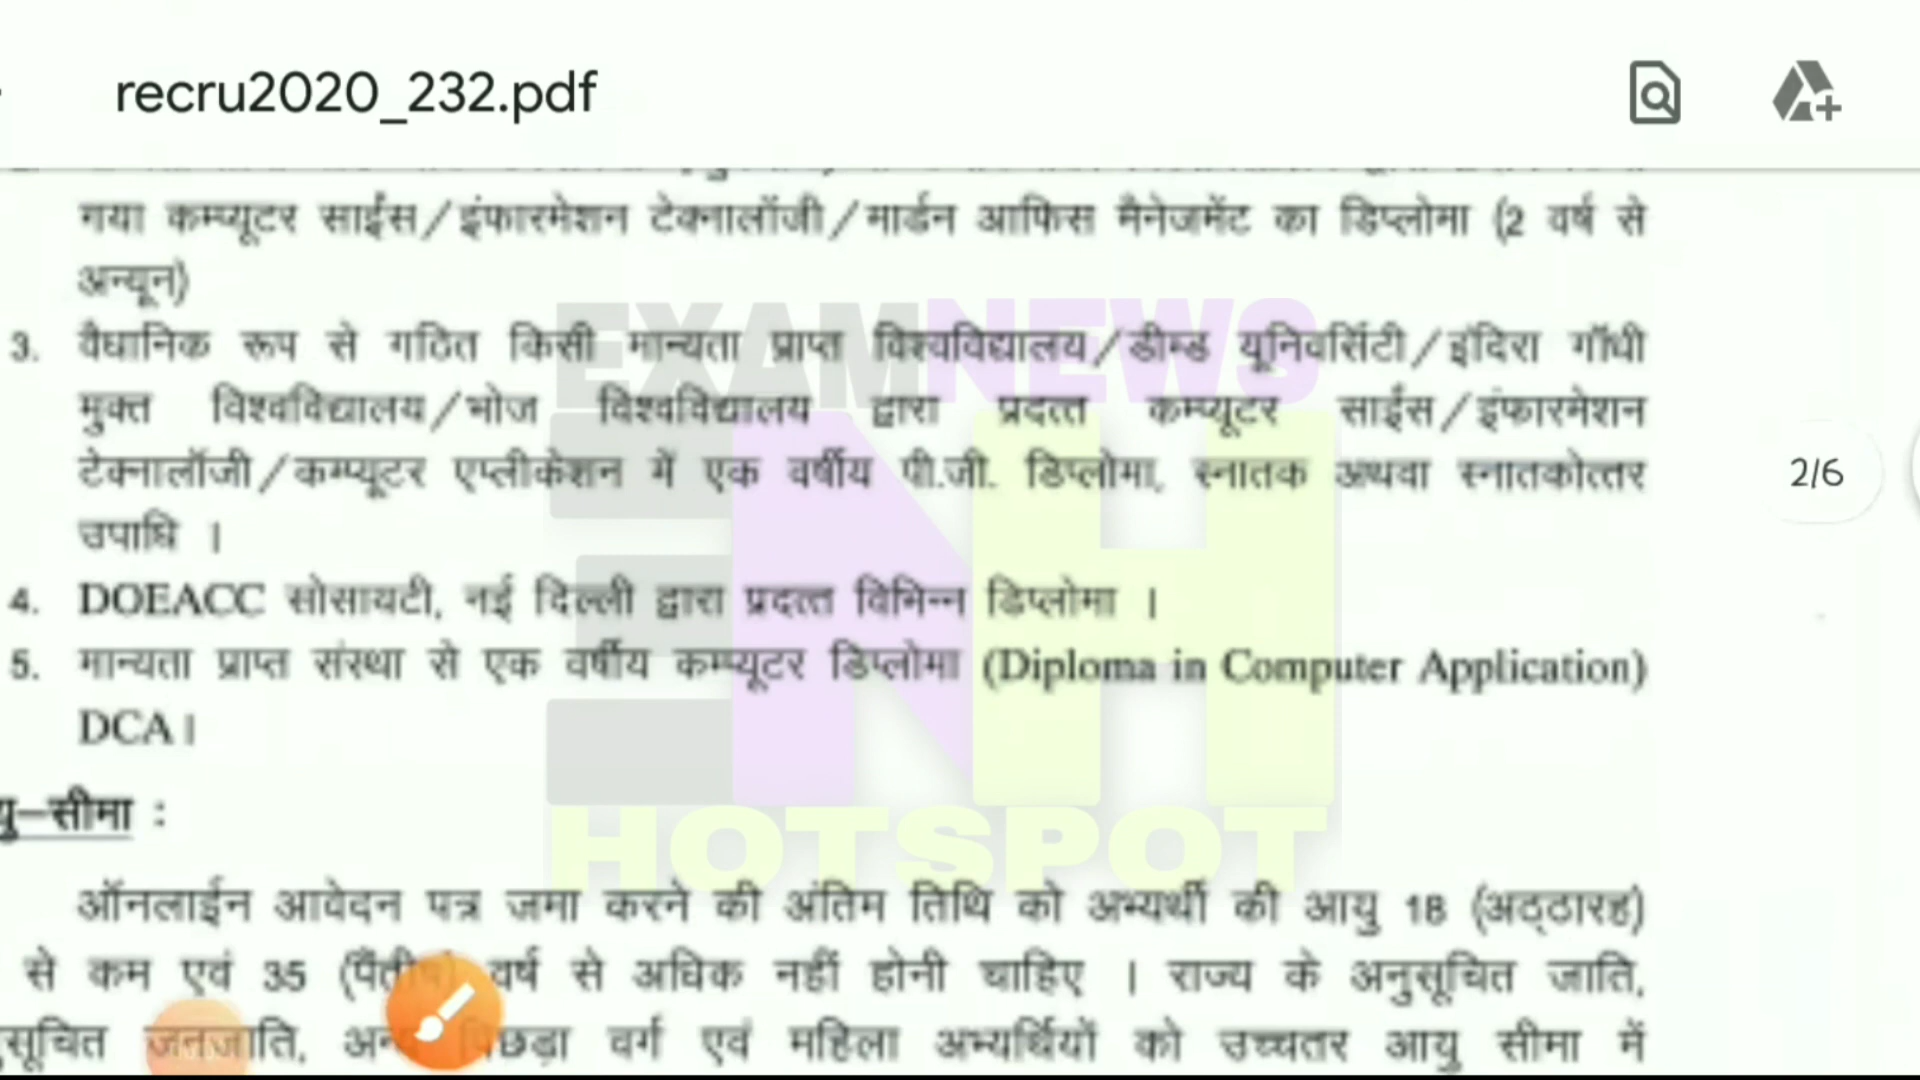 recru2020_232.pdf
गया कम्प्यूटर साईंस/इंफारमेशन टेक्नालॉजी/मार्डन आफिस मैनेजमेंट का डिप्लोमा (2 वर्ष से
अन्यून)
3. वैधानिक रूप से गठित किसी मान्यता प्राप्त विश्वविद्यालय/डीम्ड यूनिवर्सिटी/इंदिरा गॉधी
मुक्त विश्वविद्यालय/भोज विश्वविद्यालय द्वारा प्रदत्त कम्प्यूटर साईंस/इंफारमेशन
टेक्नालॉजी/कम्प्यूटर एप्लीकेशन में एक वर्षीय पी.जी. डिप्लोमा, स्नातक अथवा स्नातकोत्तर
उपाधि ।
2/6
4. DOEACC सोसायटी, नई दिल्ली द्वारा प्रदत्त विभिन्न डिप्लोमा ।
5. मान्यता प्राप्त संस्था से एक वर्षीय कम्प्यूटर डिप्लोमा (Diploma in Computer Application)
DCA।
यु–सीमा :
ऑनलाईन आवेदन पत्र जमा करने की अंतिम तिथि को अभ्यर्थी की आयु 18 (अठ्ठारह)
से कम एवं 35 वर्ष से अधिक नहीं होनी चाहिए । राज्य के अनुसूचित जाति,
सूचित जनजाति, वर्ग एवं महिला अभ्यर्थियों को उच्चतर आयु सीमा में
EXAMNEWS
ENH
HOTSPOT